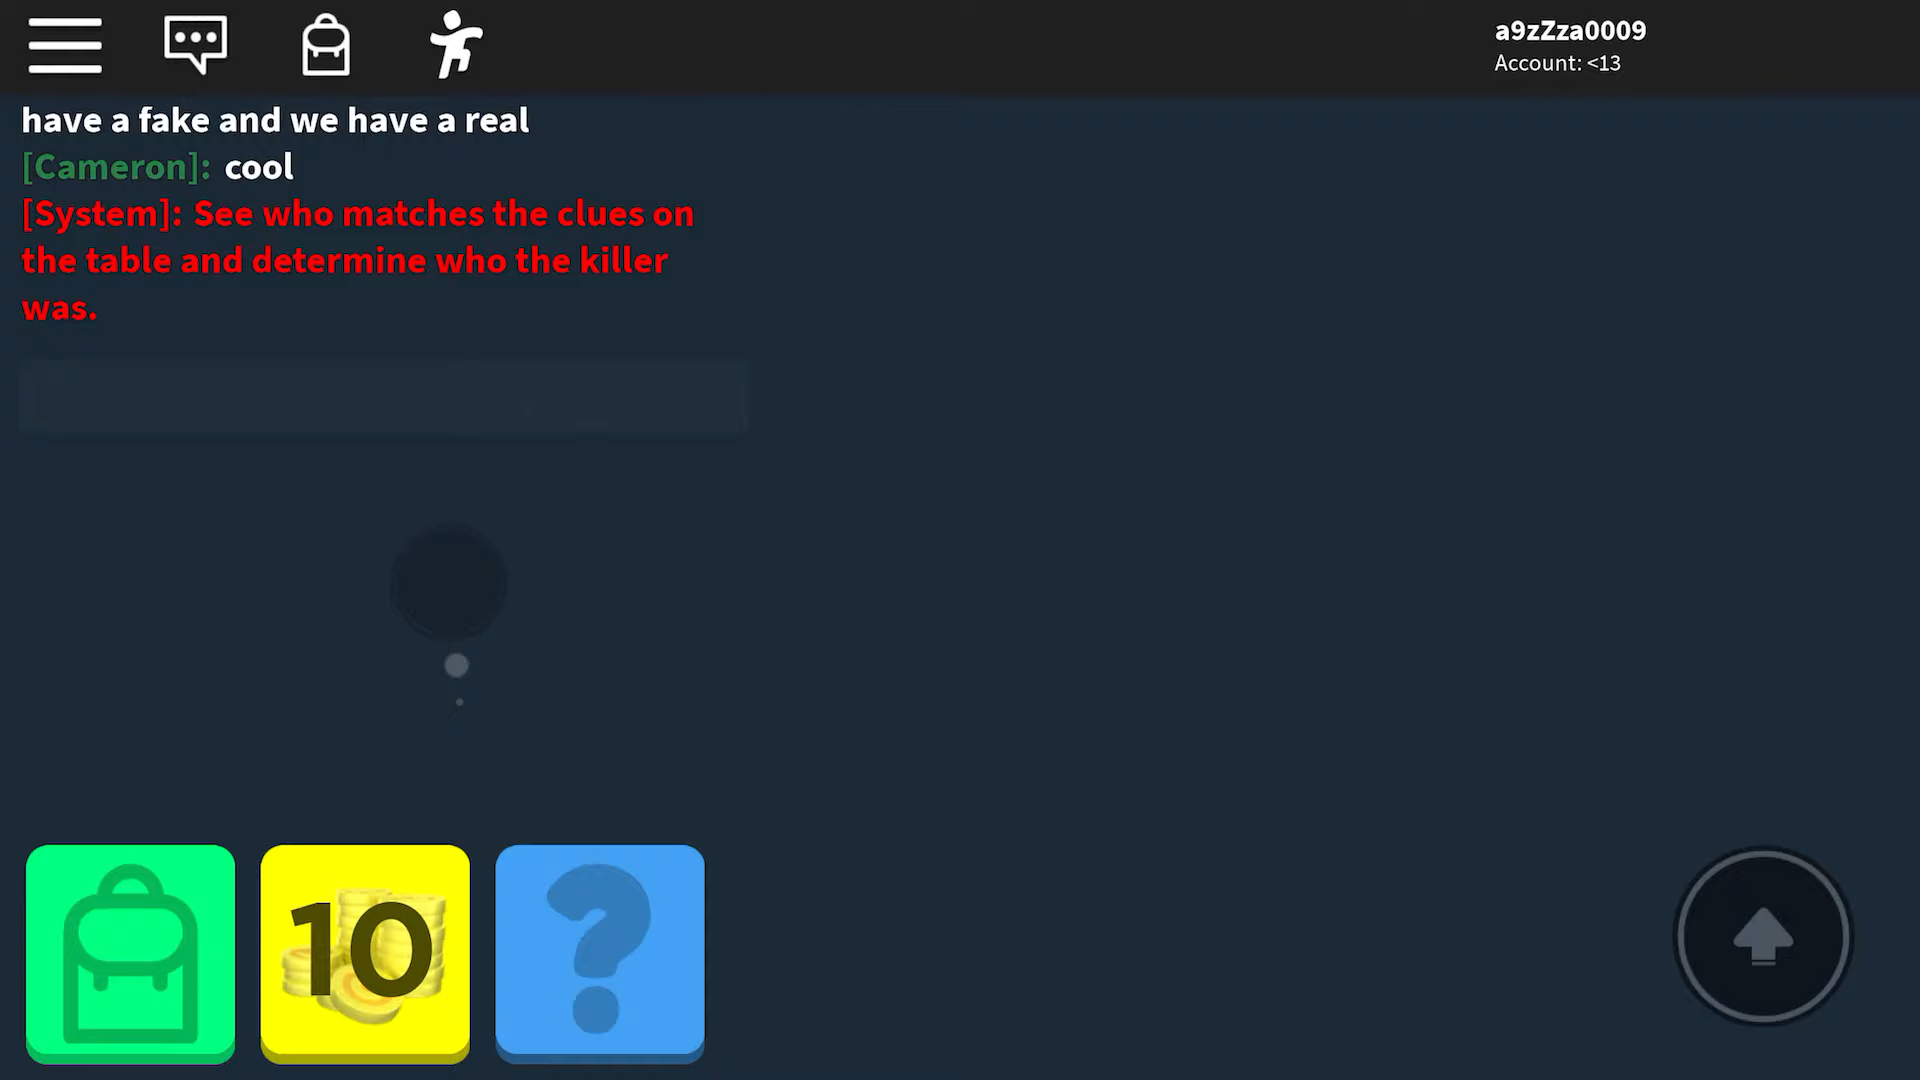 a9zZza0009
Account: <13
have a fake and we have a real
[Cameron]: cool
[System]: See who matches the clues on
the table and determine who the killer
was.
10